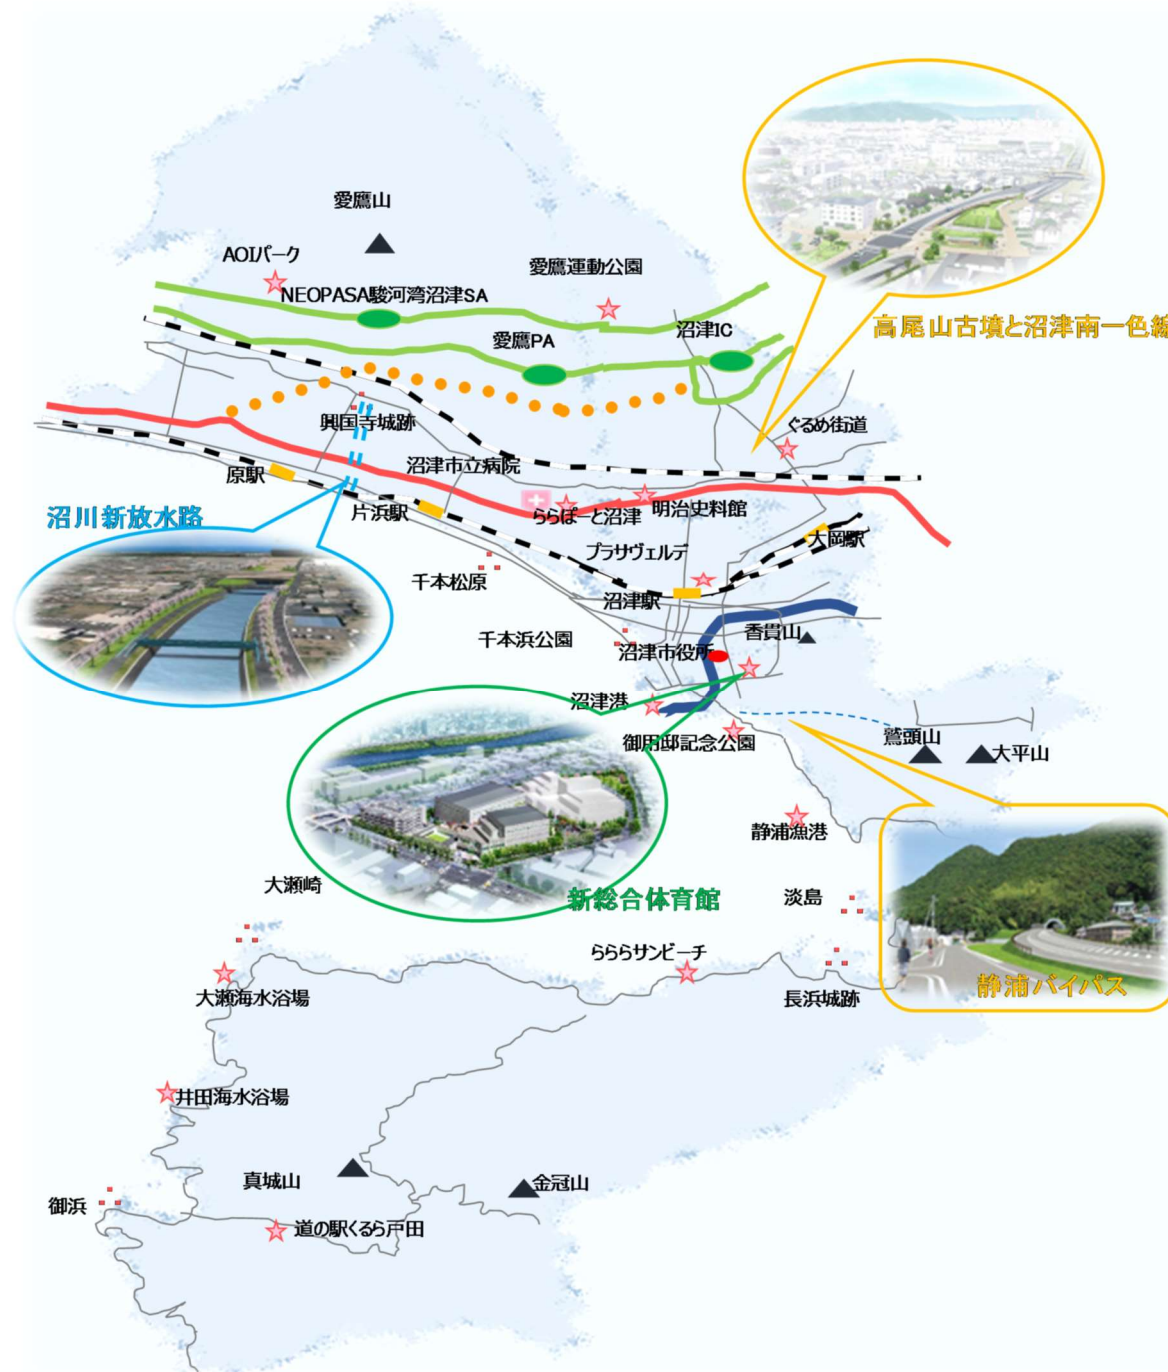 愛鷹山
AOIパーク
愛鷹運動公園
NEOPASA駿河湾沼津SA
高尾山古墳と沼津南一色線
沼津IC
愛鷹PA
興国寺城跡
ぐるめ街道
沼津市立病院
原駅
沼川新放水路
片浜駅
ららぽーと沼津
明治史料館
大岡駅
プラサヴェルデ
千本松原
沼津駅
千本浜公園
香貫山
沼津市役所
沼津港
御用邸記念公園
鷲頭山
大平山
静浦漁港
大瀬崎
新総合体育館
淡島
らららサンビーチ
静浦バイパス
大瀬海水浴場
長浜城跡
井田海水浴場
真城山
金冠山
御浜
道の駅くるら戸田